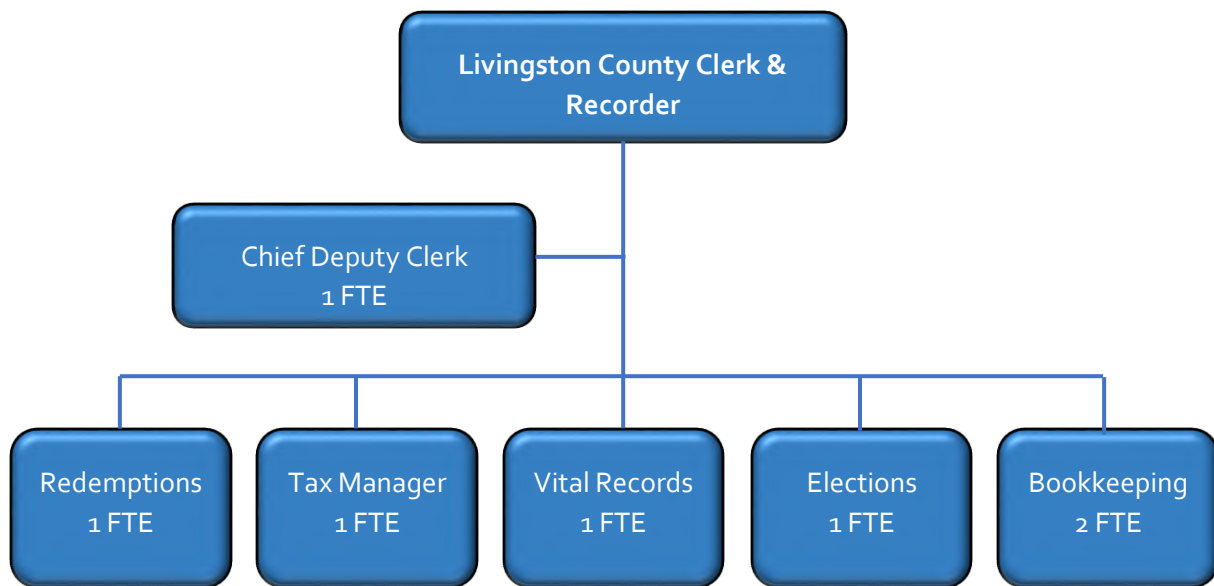 Livingston County Clerk &
Recorder
Chief Deputy Clerk
1 FTE
Redemptions
1 FTE
Tax Manager
1 FTE
Vital Records
1 FTE
Elections
1 FTE
Bookkeeping
2 FTE